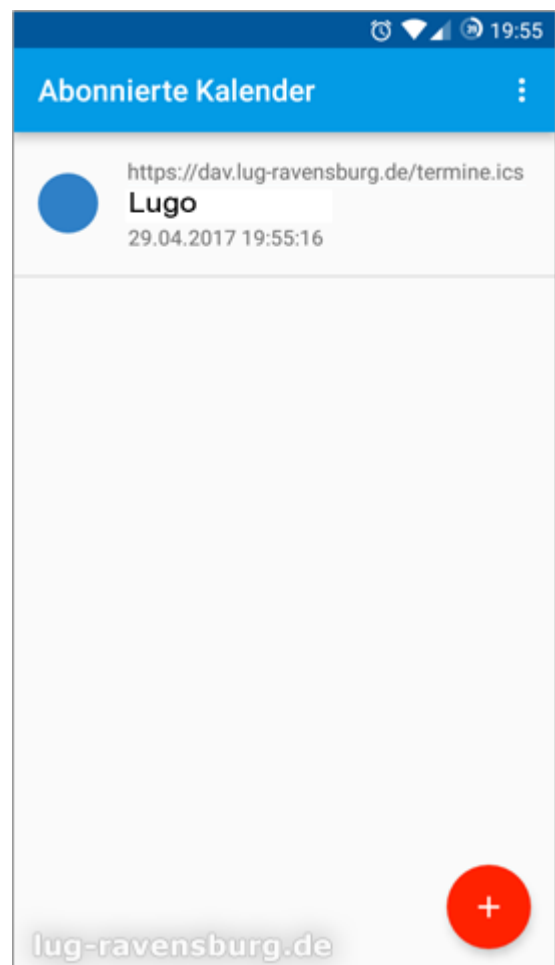 19:55
Abonnierte Kalender
https://dav.lug-ravensburg.de/termine.ics
Lugo
29.04.2017 19:55:16
+
lug-ravensburg.de